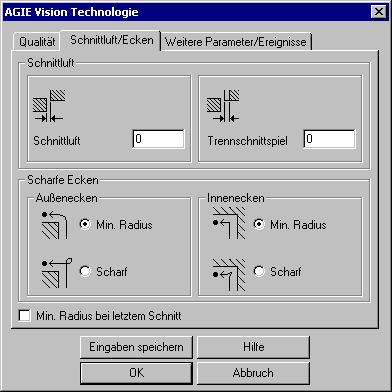 AGIE Vision Technologie
Qualität Schnittluft/Ecken Weitere Parameter/Ereignisse
Schnittluft
Schnittluft 0 Trennschnittspiel 0
Scharfe Ecken
Außenecken Innenecken
Min. Radius Min. Radius
Scharf Scharf
Min. Radius bei letztem Schnitt
Eingaben speichern Hilfe
OK Abbruch